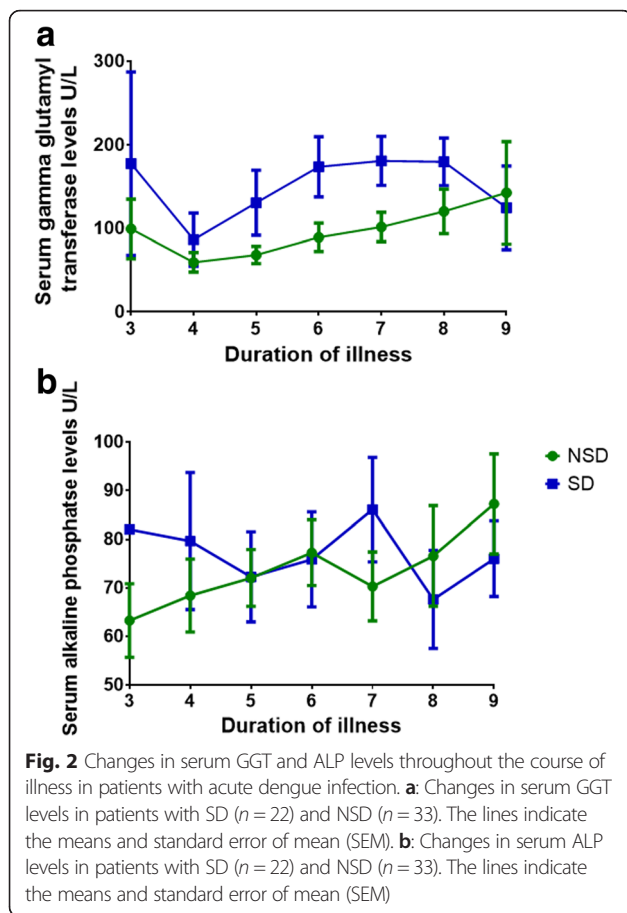 a
Serum gamma glutamyl
transferase levels U/L
300
200
100
0
3 4 5 6 7 8 9
Duration of illness
b
Serum alkaline phosphatse levels U/L
100
90
80
70
60
50
3 4 5 6 7 8 9
Duration of illness
NSD
SD
Fig. 2 Changes in serum GGT and ALP levels throughout the course of
illness in patients with acute dengue infection. a: Changes in serum GGT
levels in patients with SD (n = 22) and NSD (n = 33). The lines indicate
the means and standard error of mean (SEM). b: Changes in serum ALP
levels in patients with SD (n = 22) and NSD (n = 33). The lines indicate
the means and standard error of mean (SEM)